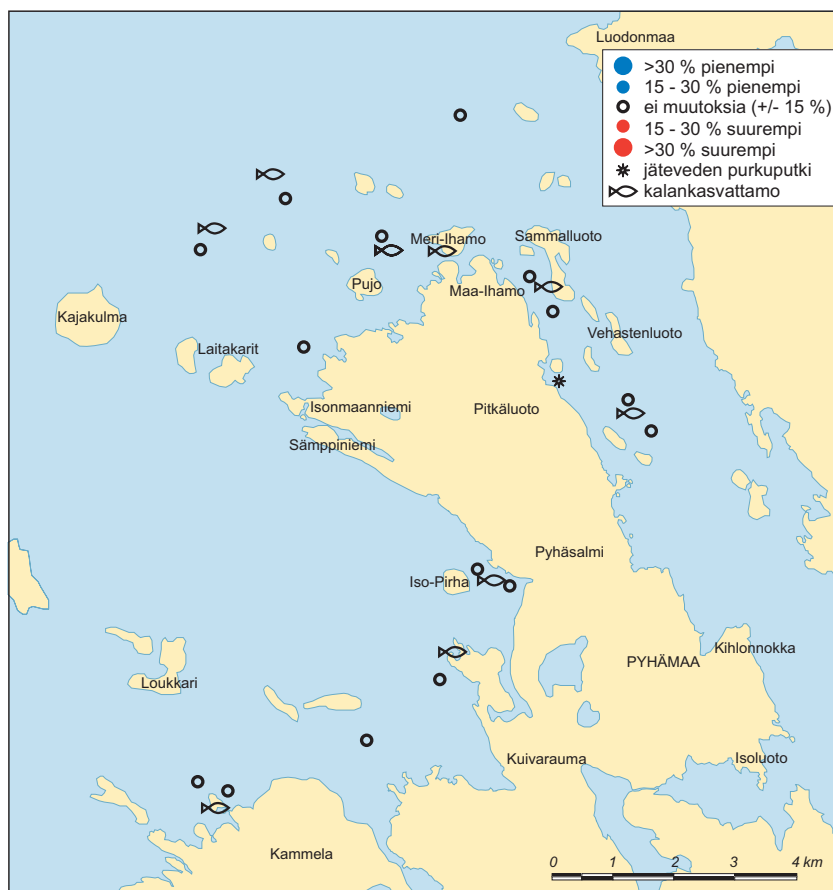 Luodonmaa
>30 % pienempi
15 - 30 % pienempi
ei muutoksia (+/- 15 %)
15 - 30 % suurempi
>30 % suurempi
jäteveden purkuputki
kalankasvattamo
Meri-Ihamo
Sammalluoto
Pujo
Maa-Ihamo
Kajakulma
Vehastenluoto
Laitakarit
Isonmaanniemi
Pitkäluoto
Sämppiniemi
Pyhäsalmi
Iso-Pirha
Kihlonnokka
PYHÄMAA
Loukkari
Kuivarauma
Isoluoto
Kammela
0 1 2 3 4 km